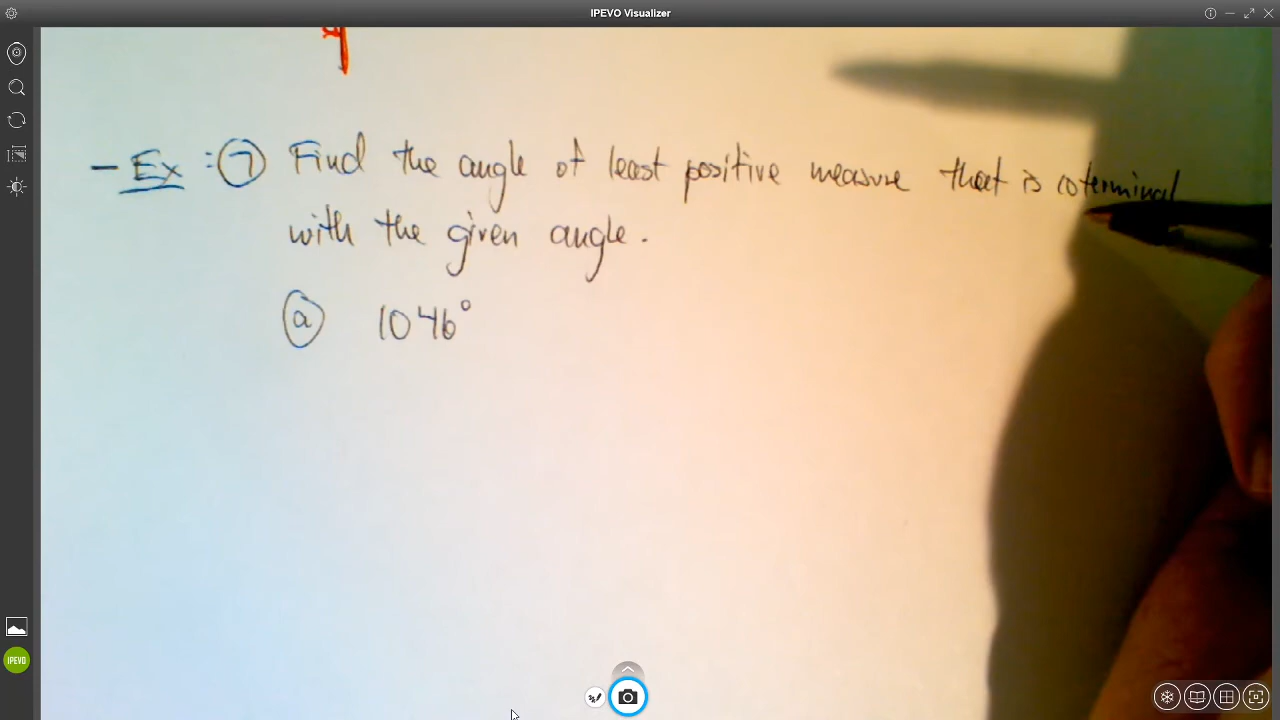 IPEVO Visualizer
- Ex: 7 Find the angle of least positive measure that is coterminal
with the given angle.
a 1046°
IPEVO